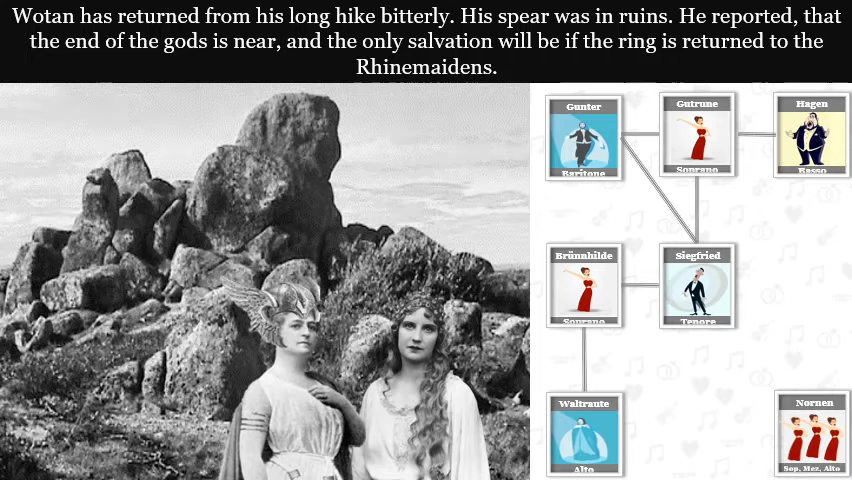 Wotan has returned from his long hike bitterly. His spear was in ruins. He reported, that
the end of the gods is near, and the only salvation will be if the ring is returned to the
Rhinemaidens.
Gunter
Baritone
Gutrune
Soprano
Hagen
Basso
Brünnhilde
Soprano
Siegfried
Tenore
Waltraute
Alto
Nornen
Sop, Mez, Alto